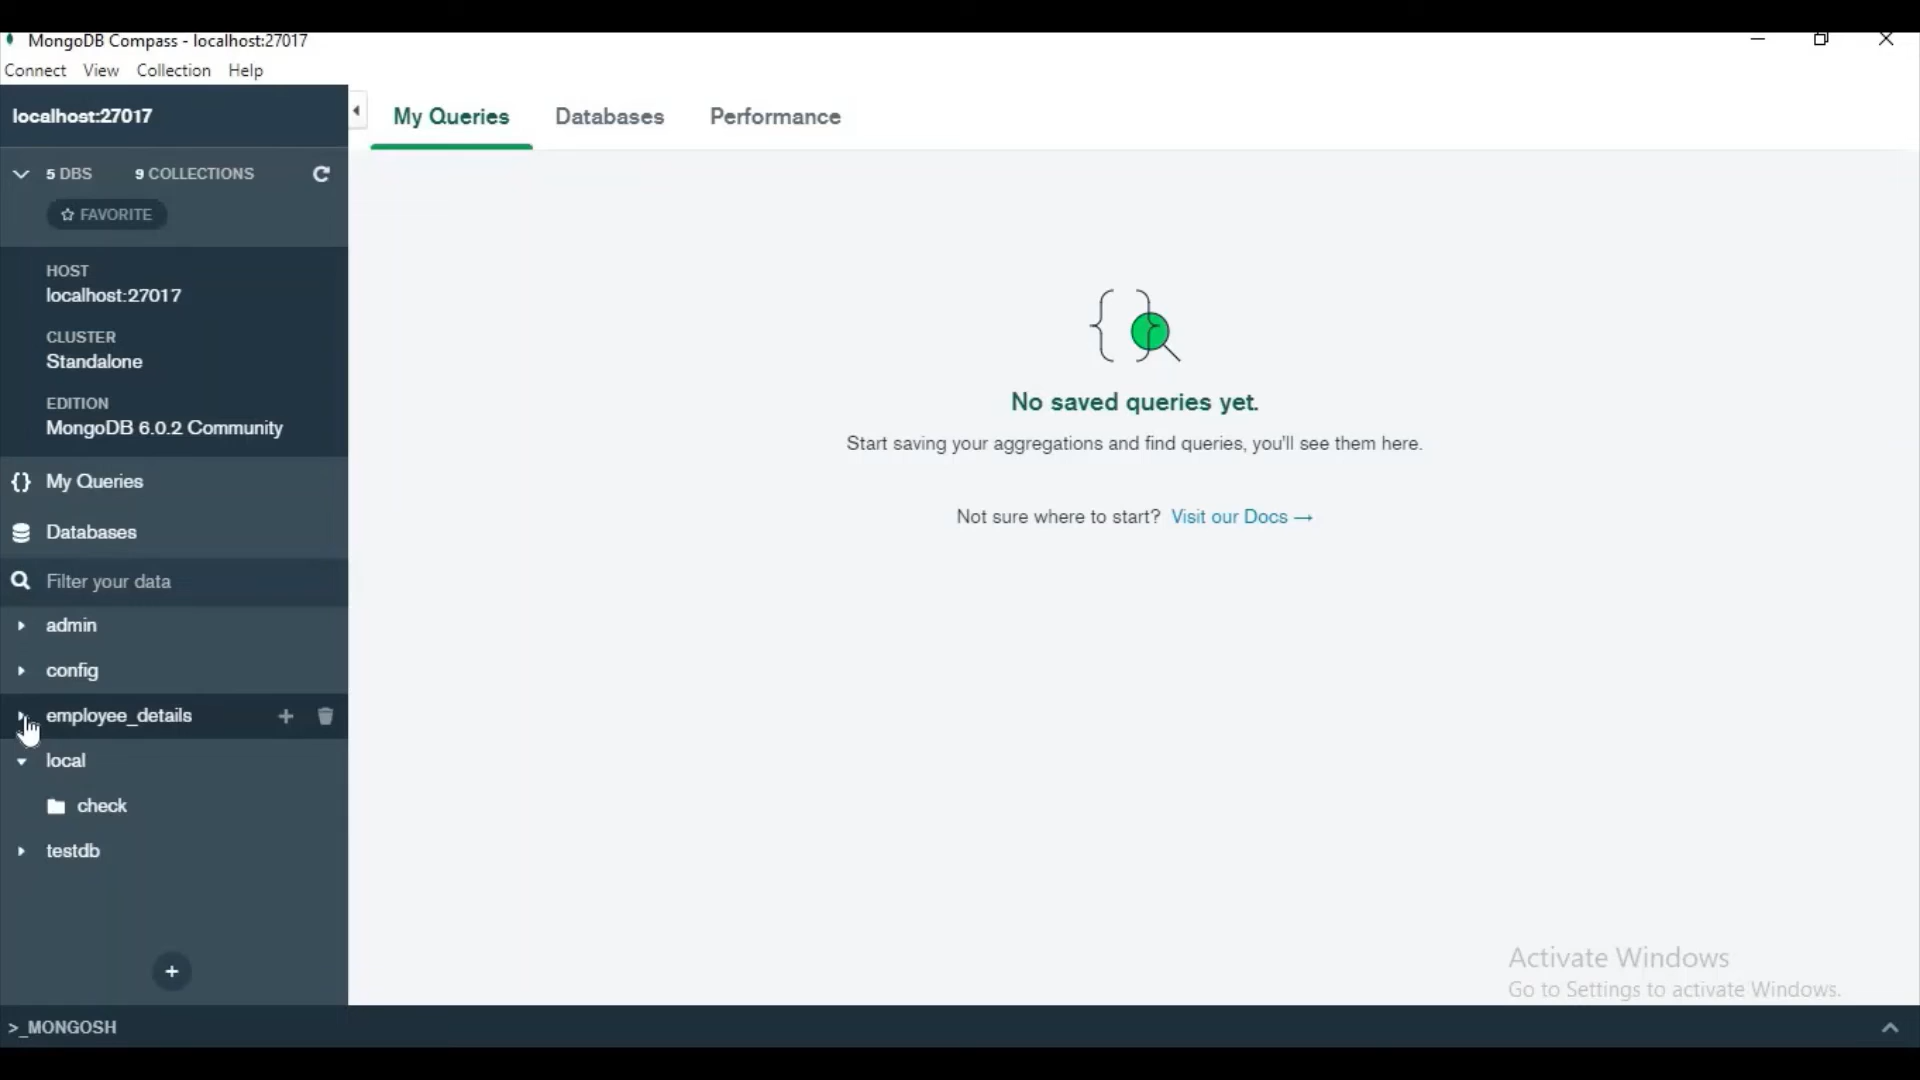 MongoDB Compass - localhost:27017
Connect View Collection Help
localhost:27017
My Queries Databases Performance
5 DBS 9 COLLECTIONS
FAVORITE
HOST
localhost:27017
CLUSTER
Standalone
EDITION
MongoDB 6.0.2 Community
{} My Queries
Databases
Filter your data
admin
config
employee_details
local
check
testdb
No saved queries yet.
Start saving your aggregations and find queries, you'll see them here.
Not sure where to start? Visit our Docs →
Activate Windows
Go to Settings to activate Windows.
>_MONGOSH